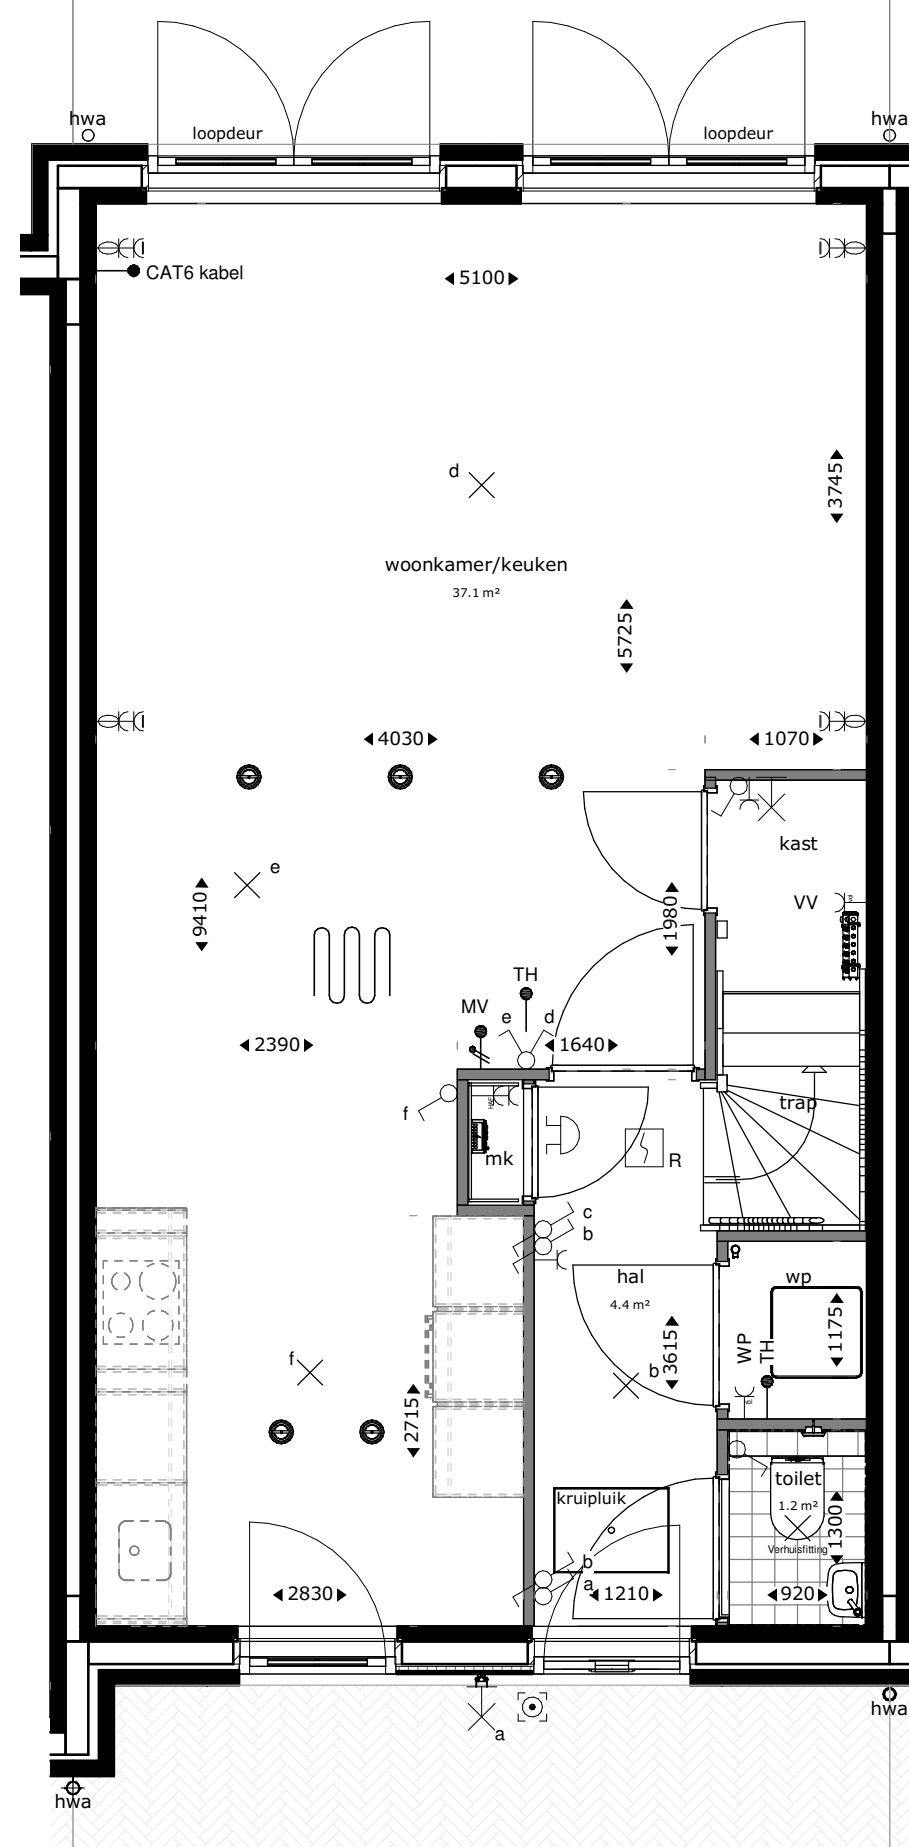 hwa
hwa
loopdeur
loopdeur
CAT6 kabel
5100
3745
d
woonkamer/keuken
37.1 m²
5725
4030
1070
kast
e
VV
9410
1980
TH
MV
e
d
2390
1640
f
trap
mk
R
c
b
hal
4.4 m²
wp
1175
3615
WP
TH
b
f
2715
toilet
1.2 m²
kruipluik
1300
Verhuisfitting
b
a
2830
1210
920
a
hwa
hwa